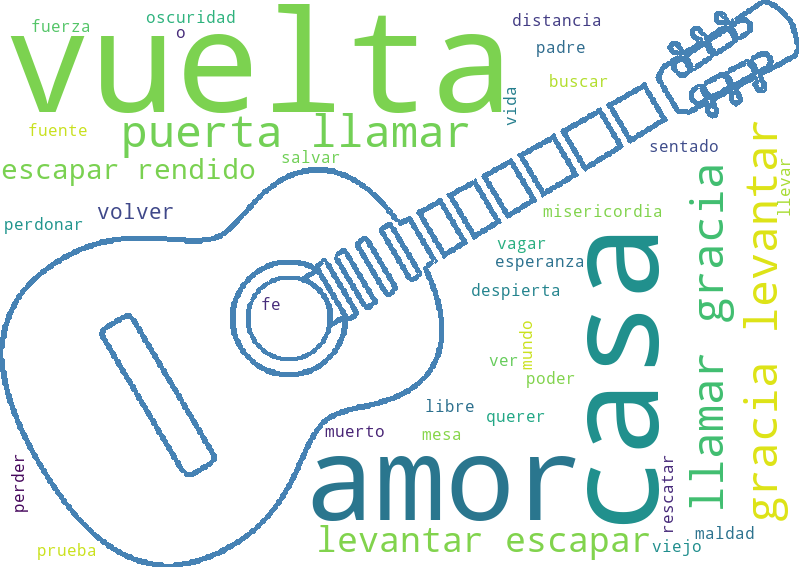 fuerza
oscuridad
o
distancia
padre
vuelta
buscar
vida
fuente
puerta llamar
sentado
escapar rendido
salvar
llevar
perdonar
volver
misericordia
vagar
esperanza
despierta
fe
casa
llamar gracia
gracia levantar
mundo
ver
poder
libre
querer
mesa
muerto
amor
perder
rescatar
maldad
levantar escapar
viejo
prueba